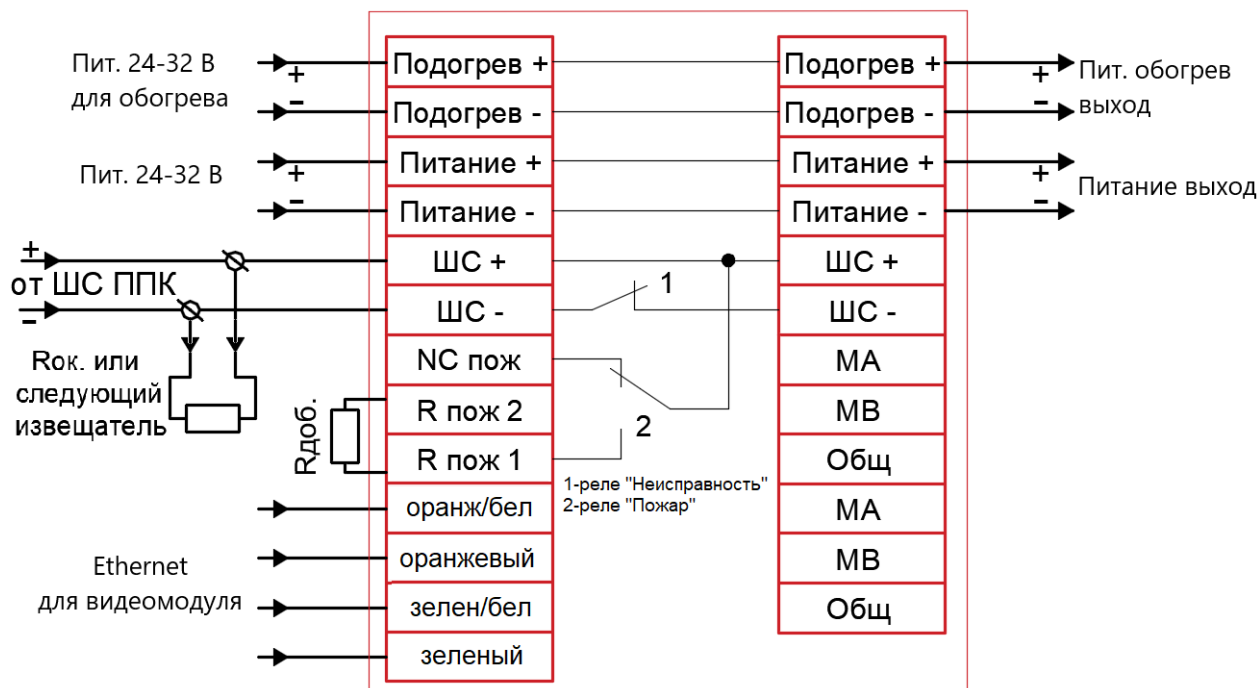 Пит. 24-32 В
для обогрева
+
-
Пит. 24-32 В
+
-
+
от ШС ППК
-
Rок. или
следующий
извещатель
Rдоб.
Ethernet
для видеомодуля
Подогрев +
Подогрев -
Питание +
Питание -
ШС +
ШС -
NC пож
R пож 2
R пож 1
оранж/бел
оранжевый
зелен/бел
зеленый
1
2
1-реле "Неисправность"
2-реле "Пожар"
Подогрев +
Подогрев -
Питание +
Питание -
ШС +
ШС -
МА
МВ
Общ
МА
МВ
Общ
+
-
Пит. обогрев
выход
+
-
Питание выход